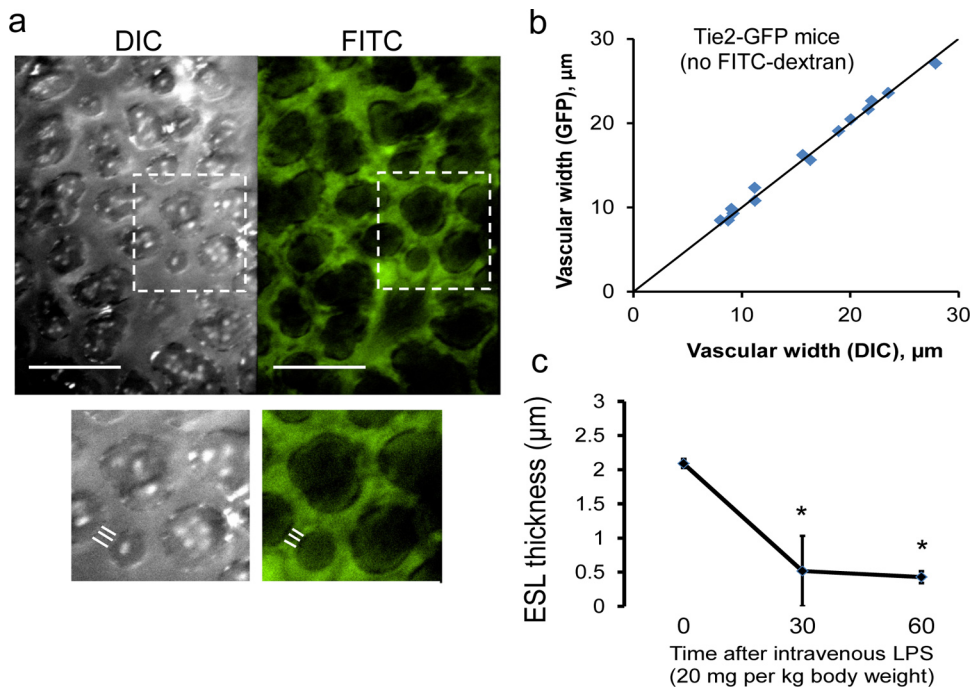 a
DIC
FITC
b
Tie2-GFP mice
(no FITC-dextran)
Vascular width (GFP), µm
30
20
10
0
0
10
20
30
Vascular width (DIC), µm
c
ESL thickness (µm)
3
2.5
2
1.5
1
0.5
0
*
*
0
30
60
Time after intravenous LPS
(20 mg per kg body weight)